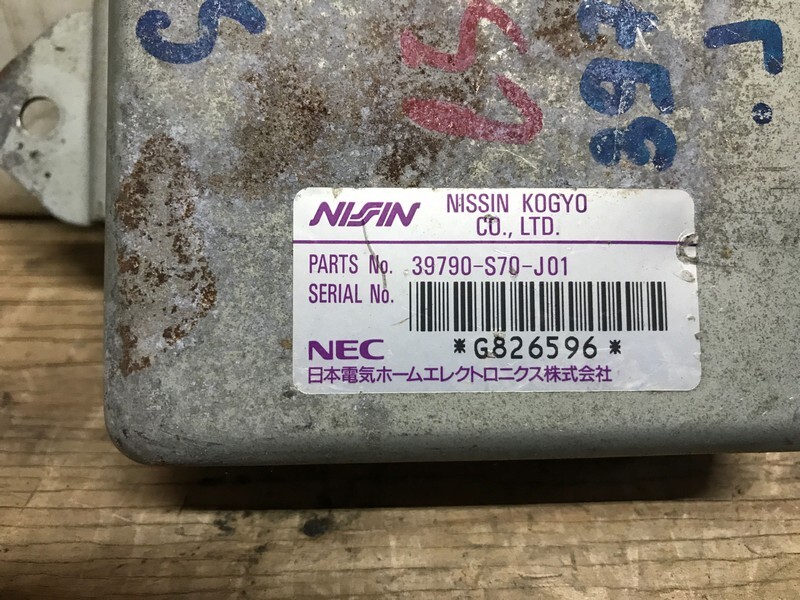 NISSIN
NISSIN KOGYO
CO., LTD.
PARTS No. 39790-S70-J01
SERIAL No.
*G826596*
NEC
日本電気ホームエレクトロニクス株式会社